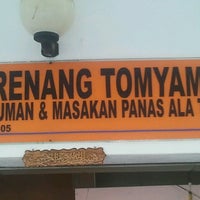 RENANG TOMYAM
UMAN & MASAKAN PANAS ALA T
05